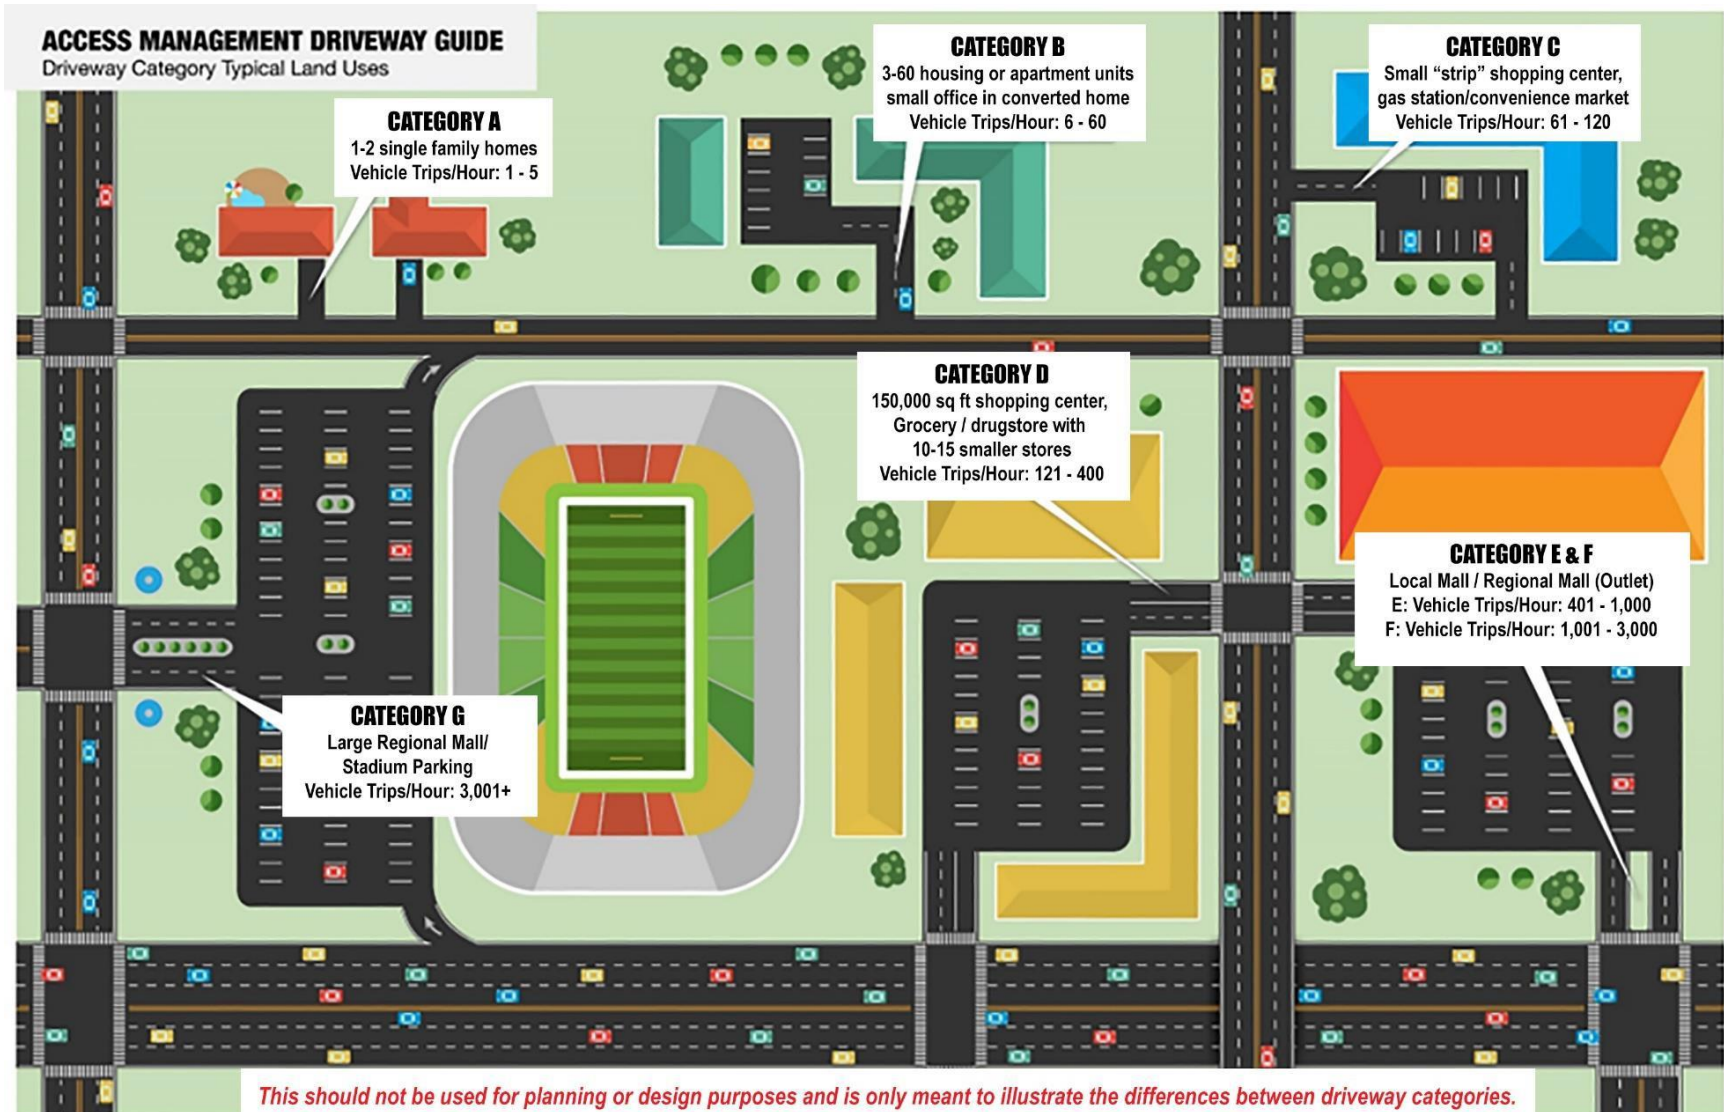 ACCESS MANAGEMENT DRIVEWAY GUIDE
Driveway Category Typical Land Uses
CATEGORY A
1-2 single family homes
Vehicle Trips/Hour: 1 - 5
CATEGORY B
3-60 housing or apartment units
small office in converted home
Vehicle Trips/Hour: 6 - 60
CATEGORY C
Small “strip” shopping center,
gas station/convenience market
Vehicle Trips/Hour: 61 - 120
CATEGORY D
150,000 sq ft shopping center,
Grocery / drugstore with
10-15 smaller stores
Vehicle Trips/Hour: 121 - 400
CATEGORY E & F
Local Mall / Regional Mall (Outlet)
E: Vehicle Trips/Hour: 401 - 1,000
F: Vehicle Trips/Hour: 1,001 - 3,000
CATEGORY G
Large Regional Mall/
Stadium Parking
Vehicle Trips/Hour: 3,001+
This should not be used for planning or design purposes and is only meant to illustrate the differences between driveway categories.